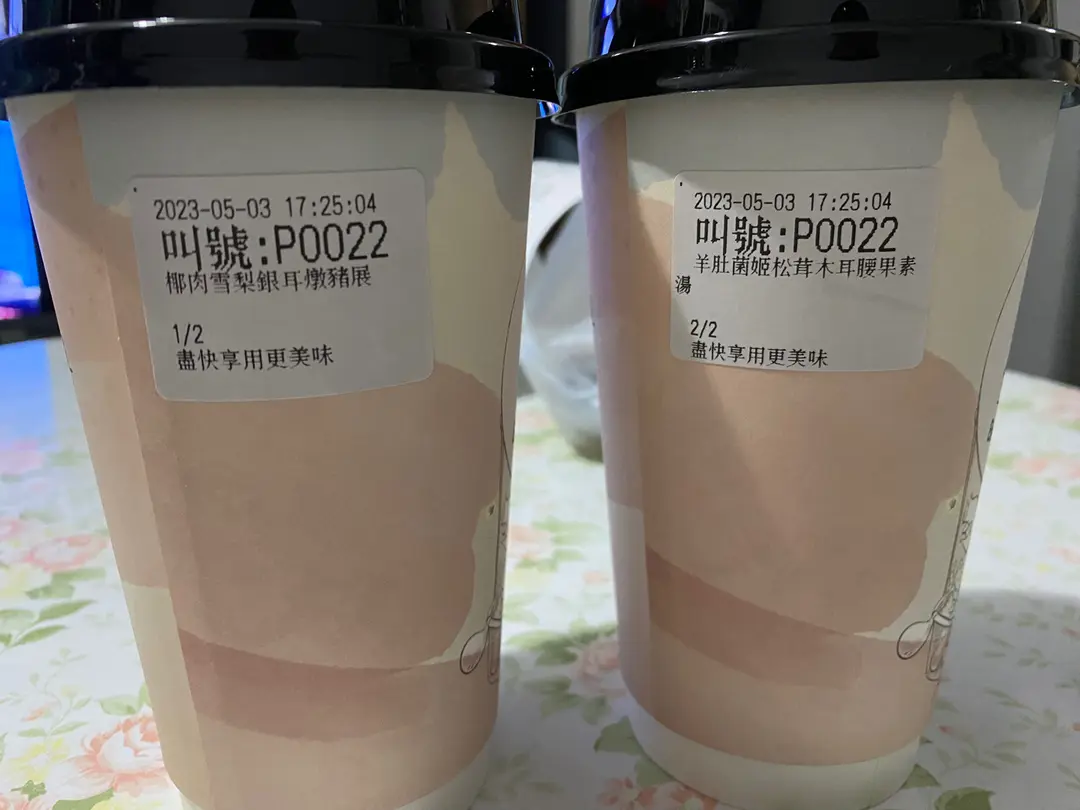 2023-05-03 17:25:04
叫號:P0022
椰肉雪梨銀耳燉豬展
1/2
盡快享用更美味
2023-05-03 17:25:04
叫號:P0022
羊肚菌姬松茸木耳腰果素
湯
2/2
盡快享用更美味